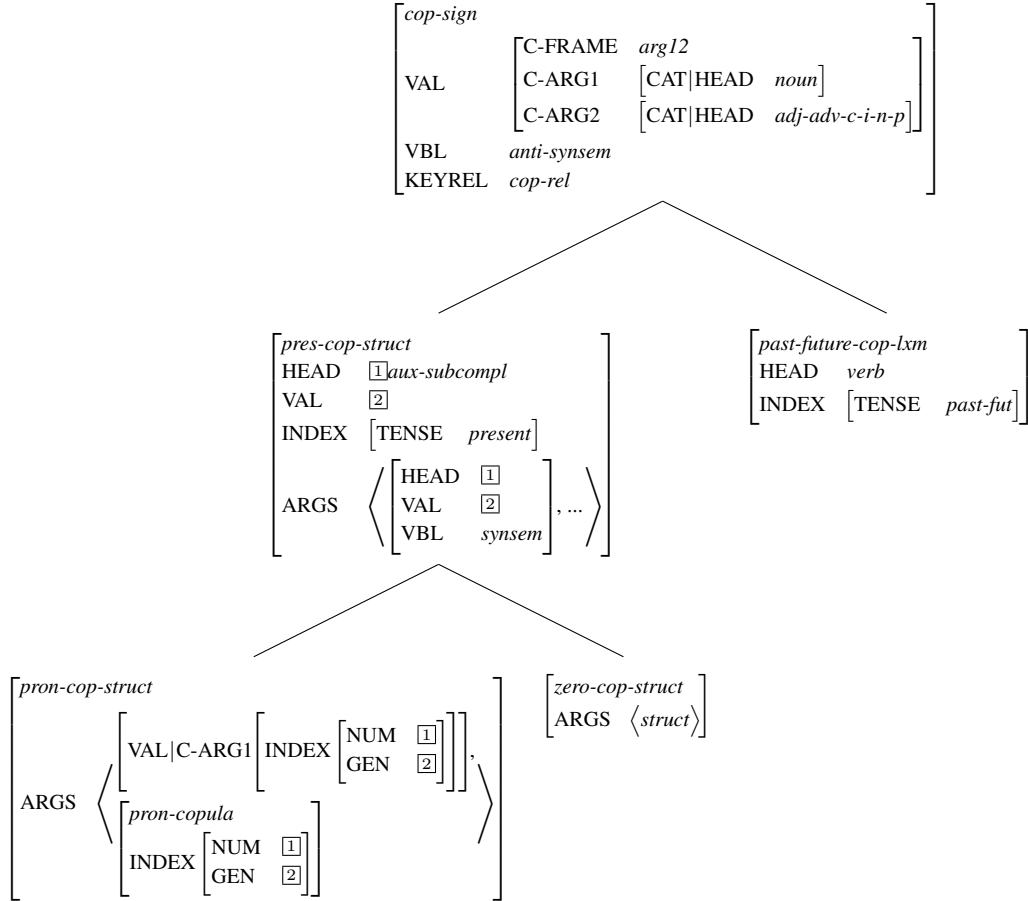 cop-sign
VAL
C-FRAME arg12
C-ARG1 [CAT|HEAD noun]
C-ARG2 [CAT|HEAD adj-adv-c-i-n-p]
VBL anti-synsem
KEYREL cop-rel
pres-cop-struct
HEAD 1 aux-subcompl
VAL 2
INDEX [TENSE present]
ARGS
HEAD 1
VAL 2
VBL synsem
, ...
past-future-cop-lxm
HEAD verb
INDEX [TENSE past-fut]
pron-cop-struct
ARGS
VAL|C-ARG1 [INDEX
NUM 1
GEN 2
,
pron-copula
INDEX
NUM 1
GEN 2
zero-cop-struct
ARGS ⟨struct⟩